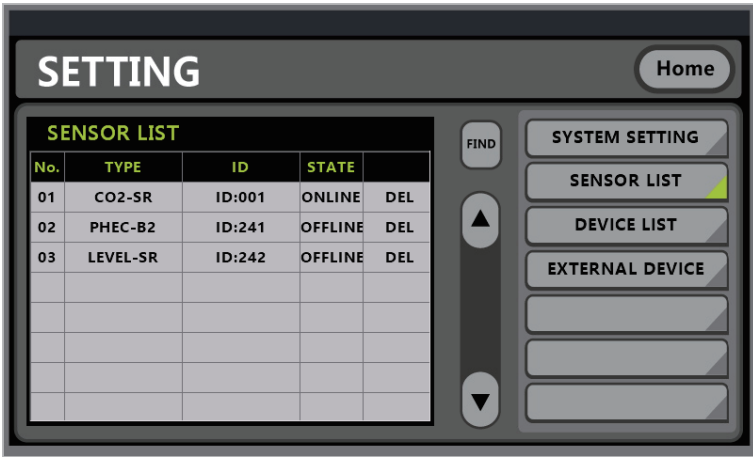 SETTING
Home
SENSOR LIST
FIND
No. TYPE ID STATE
01 CO2-SR ID:001 ONLINE DEL
02 PHEC-B2 ID:241 OFFLINE DEL
03 LEVEL-SR ID:242 OFFLINE DEL
SYSTEM SETTING
SENSOR LIST
DEVICE LIST
EXTERNAL DEVICE